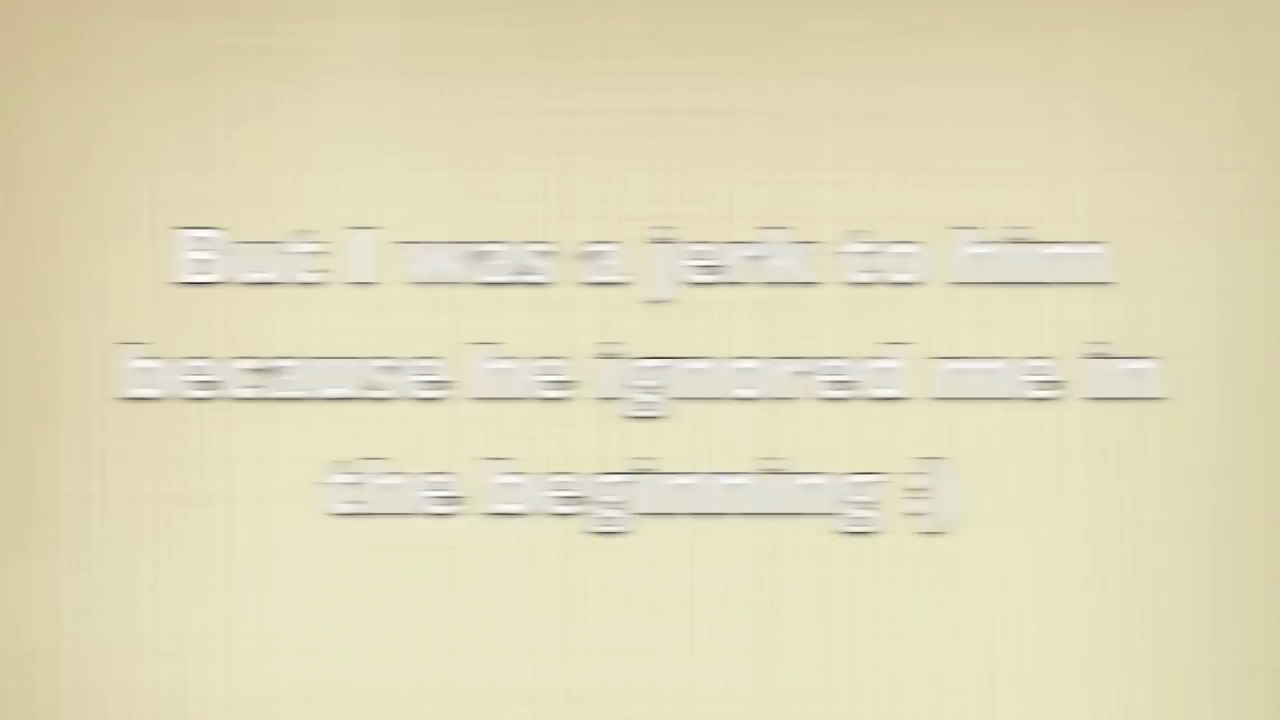 But I was a jerk to him
because he ignored me in
the beginning :)